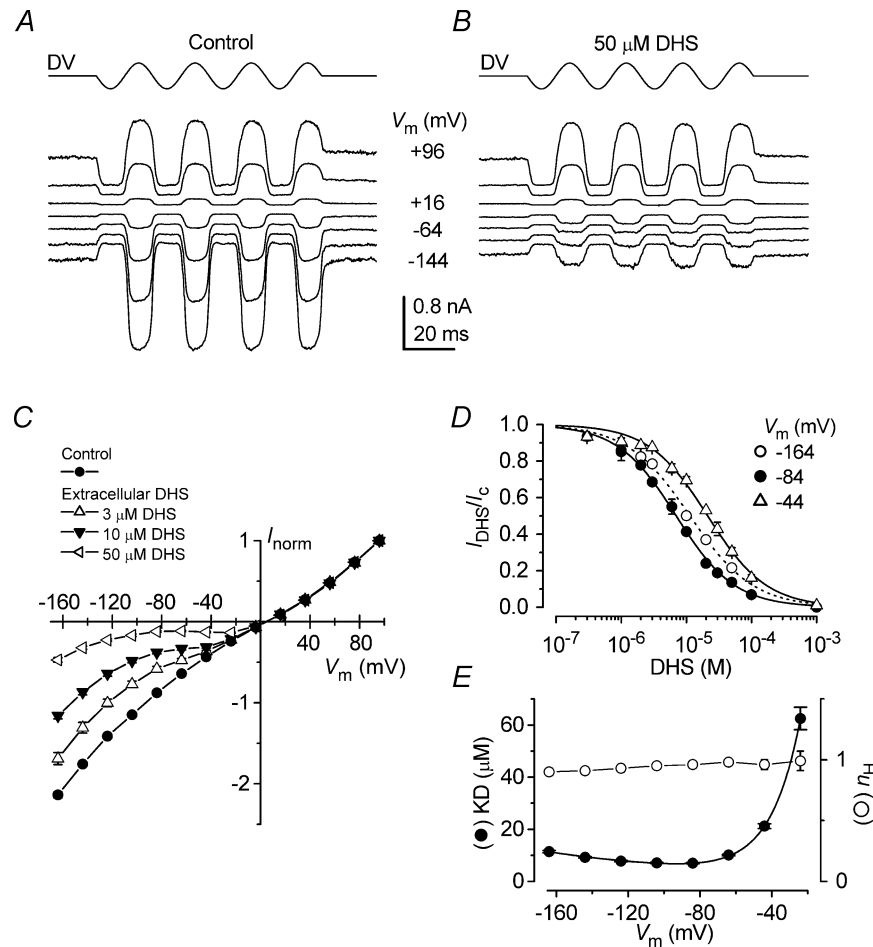 A
Control
DV
B
50 μM DHS
DV
Vm (mV)
+96
+16
-64
-144
0.8 nA
20 ms
C
Control
Extracellular DHS
3 μM DHS
10 μM DHS
50 μM DHS
Inorm
1
-160 -120 -80 -40
40 80
Vm (mV)
-1
-2
D
Vm (mV)
-164
-84
-44
IDHS/Ic
1.0
0.8
0.6
0.4
0.2
0.0
10-7 10-6 10-5 10-4 10-3
DHS (M)
E
(●) KD (μM)
60
40
20
0
1
0
(○) nH
-160 -120 -80 -40
Vm (mV)